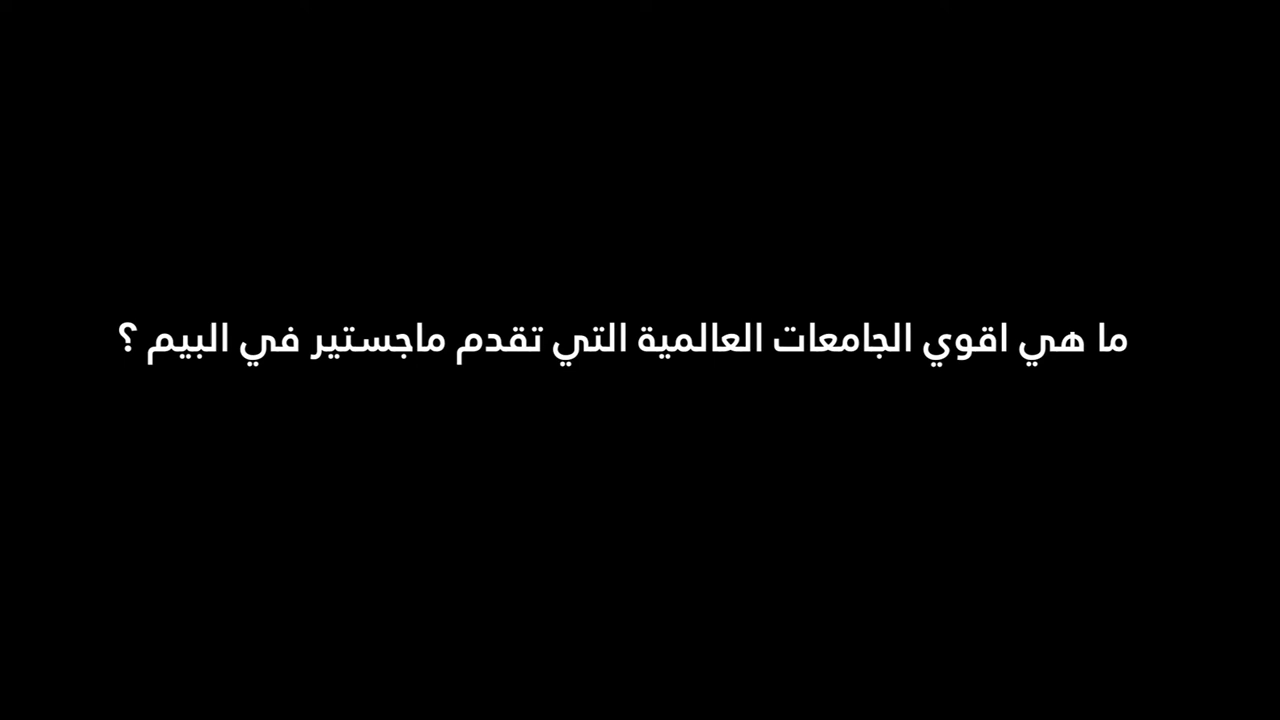 ما هي اقوي الجامعات العالمية التي تقدم ماجستير في البيم ؟